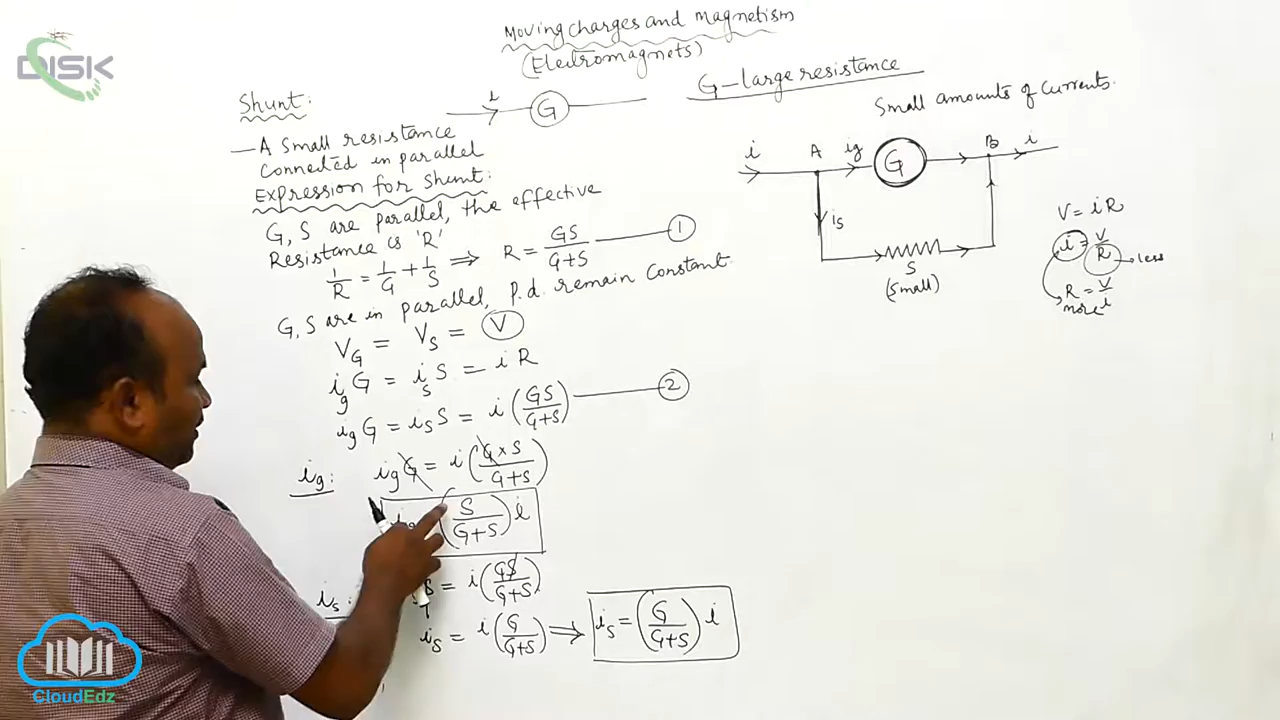 DISK
Moving charges and magnetism
(Electromagnets)
Shunt:
i
G
G – large resistance
Small amounts of currents.
— A Small resistance
connected in parallel
Expression for Shunt:
G, S are parallel, the effective
Resistance is 'R'
1/R = 1/G + 1/S ⇒ R = GS/G+S — 1
G, S are in parallel, p.d. remain constant.
V_G = V_S = V
i_g G = i_s S = i R
i_g G = i_s S = i (GS/G+S) — 2
i_g: i_g G = i (G × S/G+S)
(S/G+S) i
i_s: S = i (GS/G+S)
i_s = i (G/G+S) ⇒ i_s = (G/G+S) i
i A i_g G B i
i_s
S
(small)
V = iR
i = V/R → less
R = V/i
more
CloudEdz